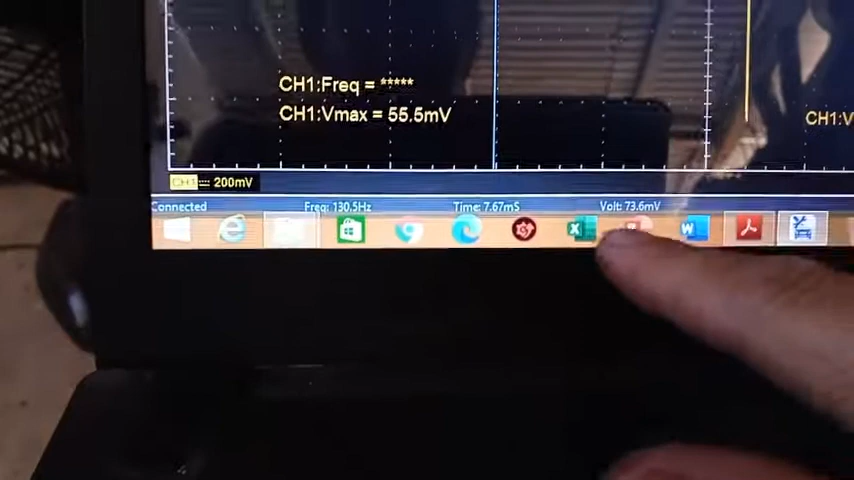 CH1:Freq = *****
CH1:Vmax = 55.5mV
CH1:V
CH1 200mV
Connected Freq: 130.5Hz Time: 7.67mS Volt: 73.6mV